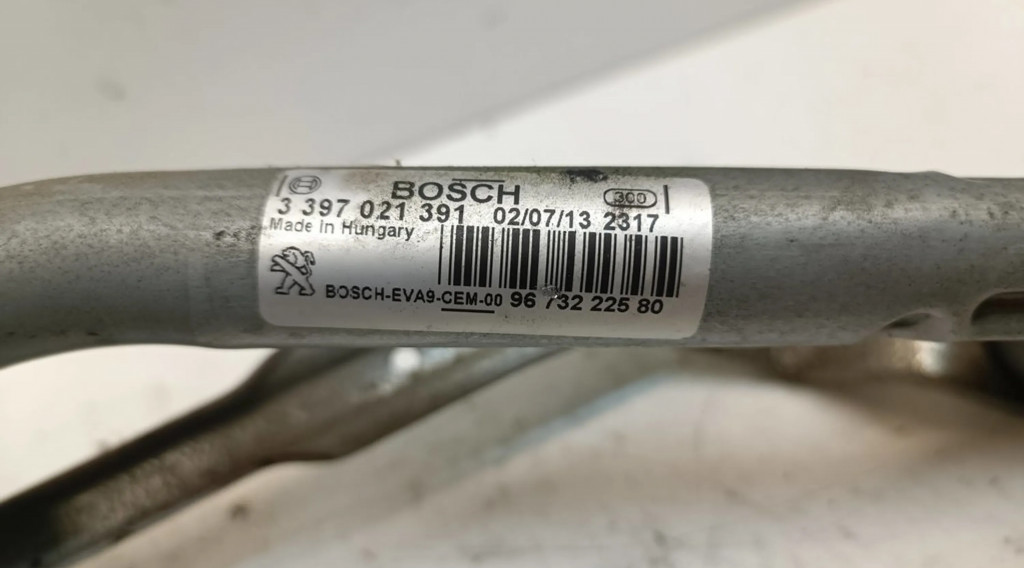 BOSCH 300
3 397 021 391 02/07/13 2317
Made in Hungary
BOSCH-EVA9-CEM-00 96 732 225 80